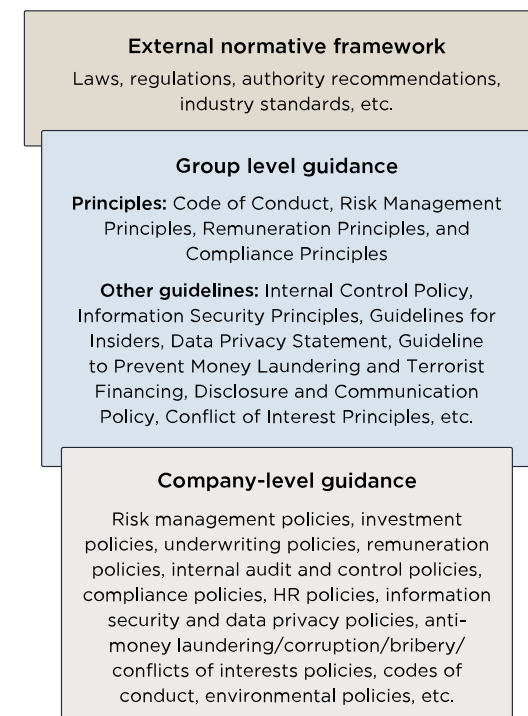 External normative framework
Laws, regulations, authority recommendations,
industry standards, etc.
Group level guidance
Principles: Code of Conduct, Risk Management
Principles, Remuneration Principles, and
Compliance Principles
Other guidelines: Internal Control Policy,
Information Security Principles, Guidelines for
Insiders, Data Privacy Statement, Guideline
to Prevent Money Laundering and Terrorist
Financing, Disclosure and Communication
Policy, Conflict of Interest Principles, etc.
Company-level guidance
Risk management policies, investment
policies, underwriting policies, remuneration
policies, internal audit and control policies,
compliance policies, HR policies, information
security and data privacy policies, anti-
money laundering/corruption/bribery/
conflicts of interests policies, codes of
conduct, environmental policies, etc.